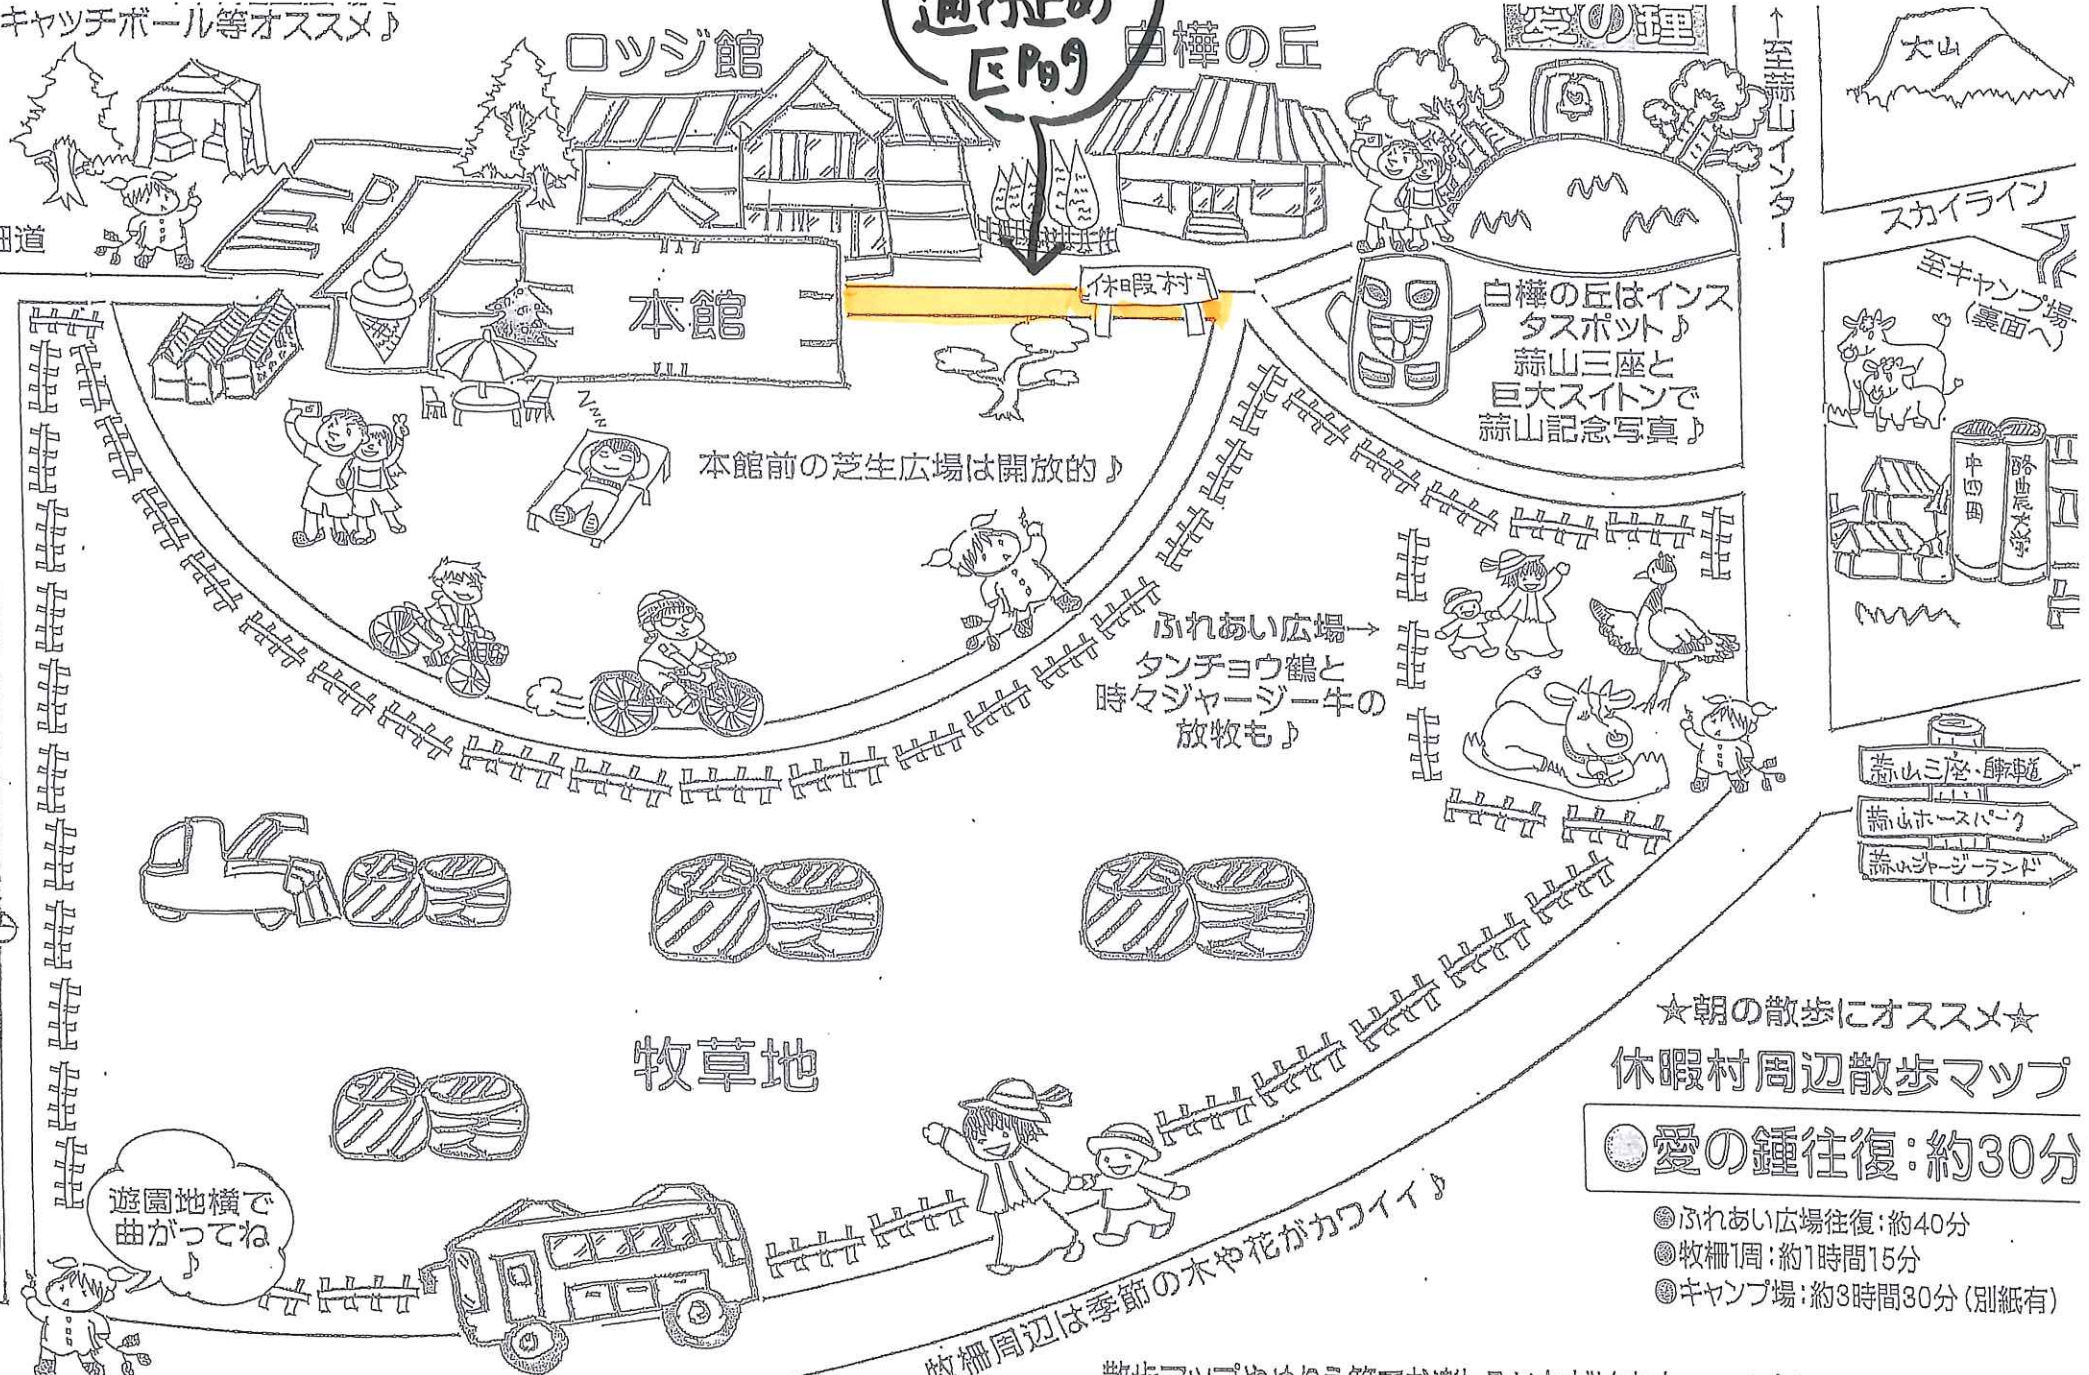 キャッチボール等オススメ♪
ロッジ館
通行止め
区間
白樺の丘
愛の鐘
↑至蒜山インター
大山
スカイライン
至キャンプ場
(裏面へ)
細道
P
本館
休暇村
白樺の丘はインス
タスポット♪
蒜山三座と
巨大スイトンで
蒜山記念写真♪
zzz
本館前の芝生広場は開放的♪
ふれあい広場→
タンチョウ鶴と
時々ジャージー牛の
放牧も♪
蒜山三座・自転車道
蒜山ホースパーク
蒜山ジャージーランド
牧草地
遊園地横で
曲がってね
♪
牧柵周辺は季節の木や花がカワイイ♪
☆朝の散歩にオススメ☆
休暇村周辺散歩マップ
●愛の鐘往復:約30分
◎ふれあい広場往復:約40分
◎牧柵1周:約1時間15分
◎キャンプ場:約3時間30分(別紙有)